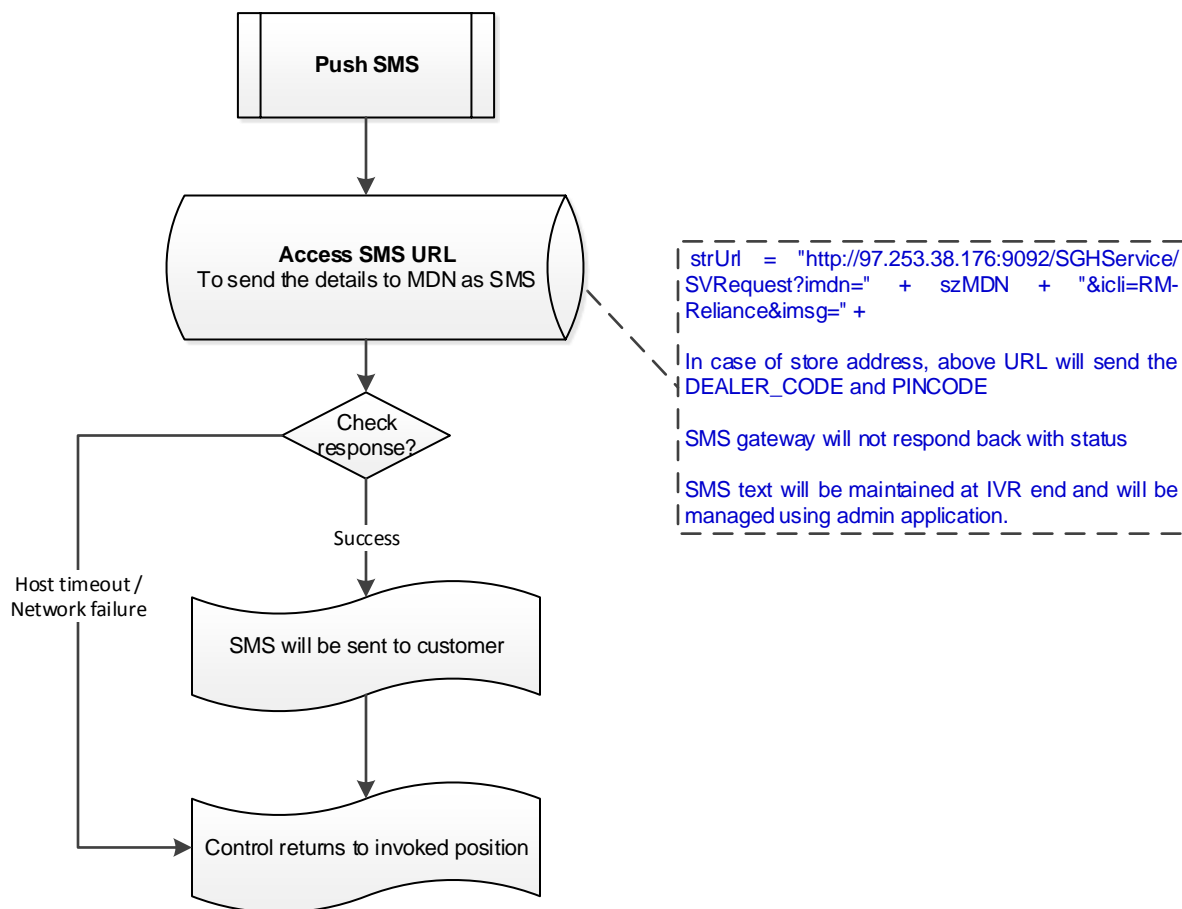 Push SMS
Access SMS URL
To send the details to MDN as SMS
strUrl = "http://97.253.38.176:9092/SGHService/
SVRequest?imdn=" + szMDN + "&icli=RM-
Reliance&imsg=" +
In case of store address, above URL will send the
DEALER_CODE and PINCODE
SMS gateway will not respond back with status
SMS text will be maintained at IVR end and will be
managed using admin application.
Check
response?
Success
Host timeout /
Network failure
SMS will be sent to customer
Control returns to invoked position